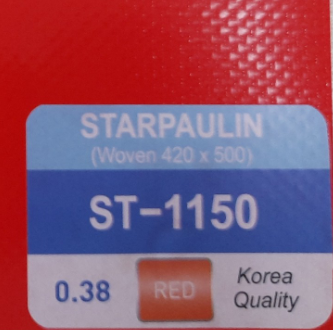 STARPAULIN
(Woven 420 x 500)
ST-1150
0.38 RED Korea
Quality